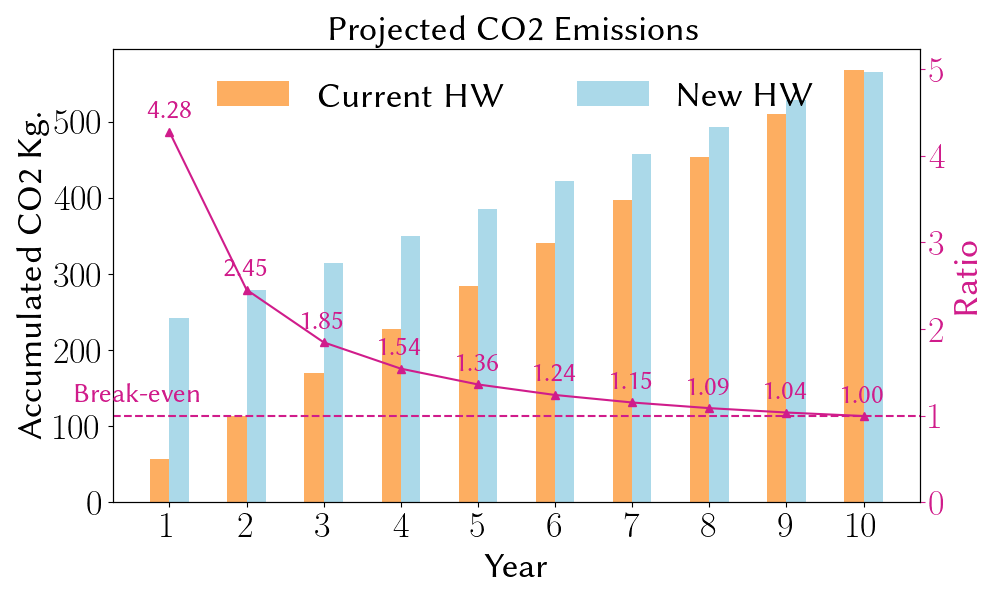 Projected CO2 Emissions
Current HW
New HW
Accumulated CO2 Kg.
500
400
300
200
100
0
4.28
2.45
1.85
1.54
1.36
1.24
1.15
1.09
1.04
1.00
Break-even
5
4
3
2
1
0
Ratio
1 2 3 4 5 6 7 8 9 10
Year